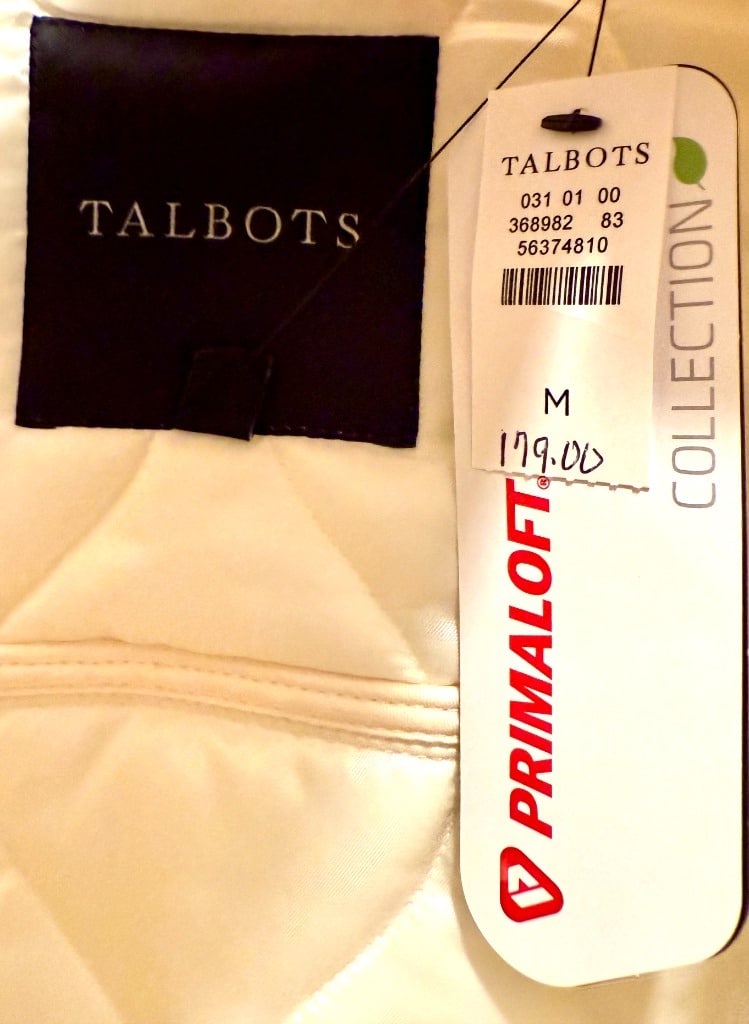 TALBOTS
TALBOTS
031 01 00
368982 83
56374810
M
179.00
COLLECTION
PRIMALOFT®